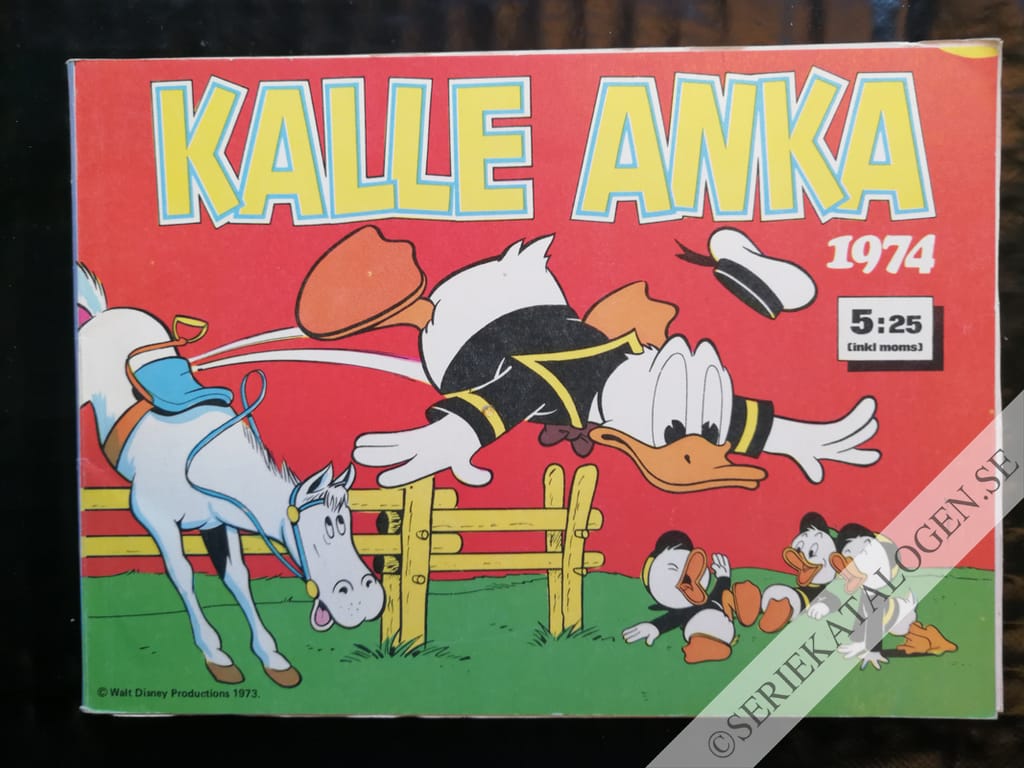 KALLE ANKA
1974
5:25
(inkl moms)
© Walt Disney Productions 1973.
©SERIEKATALOGEN.SE